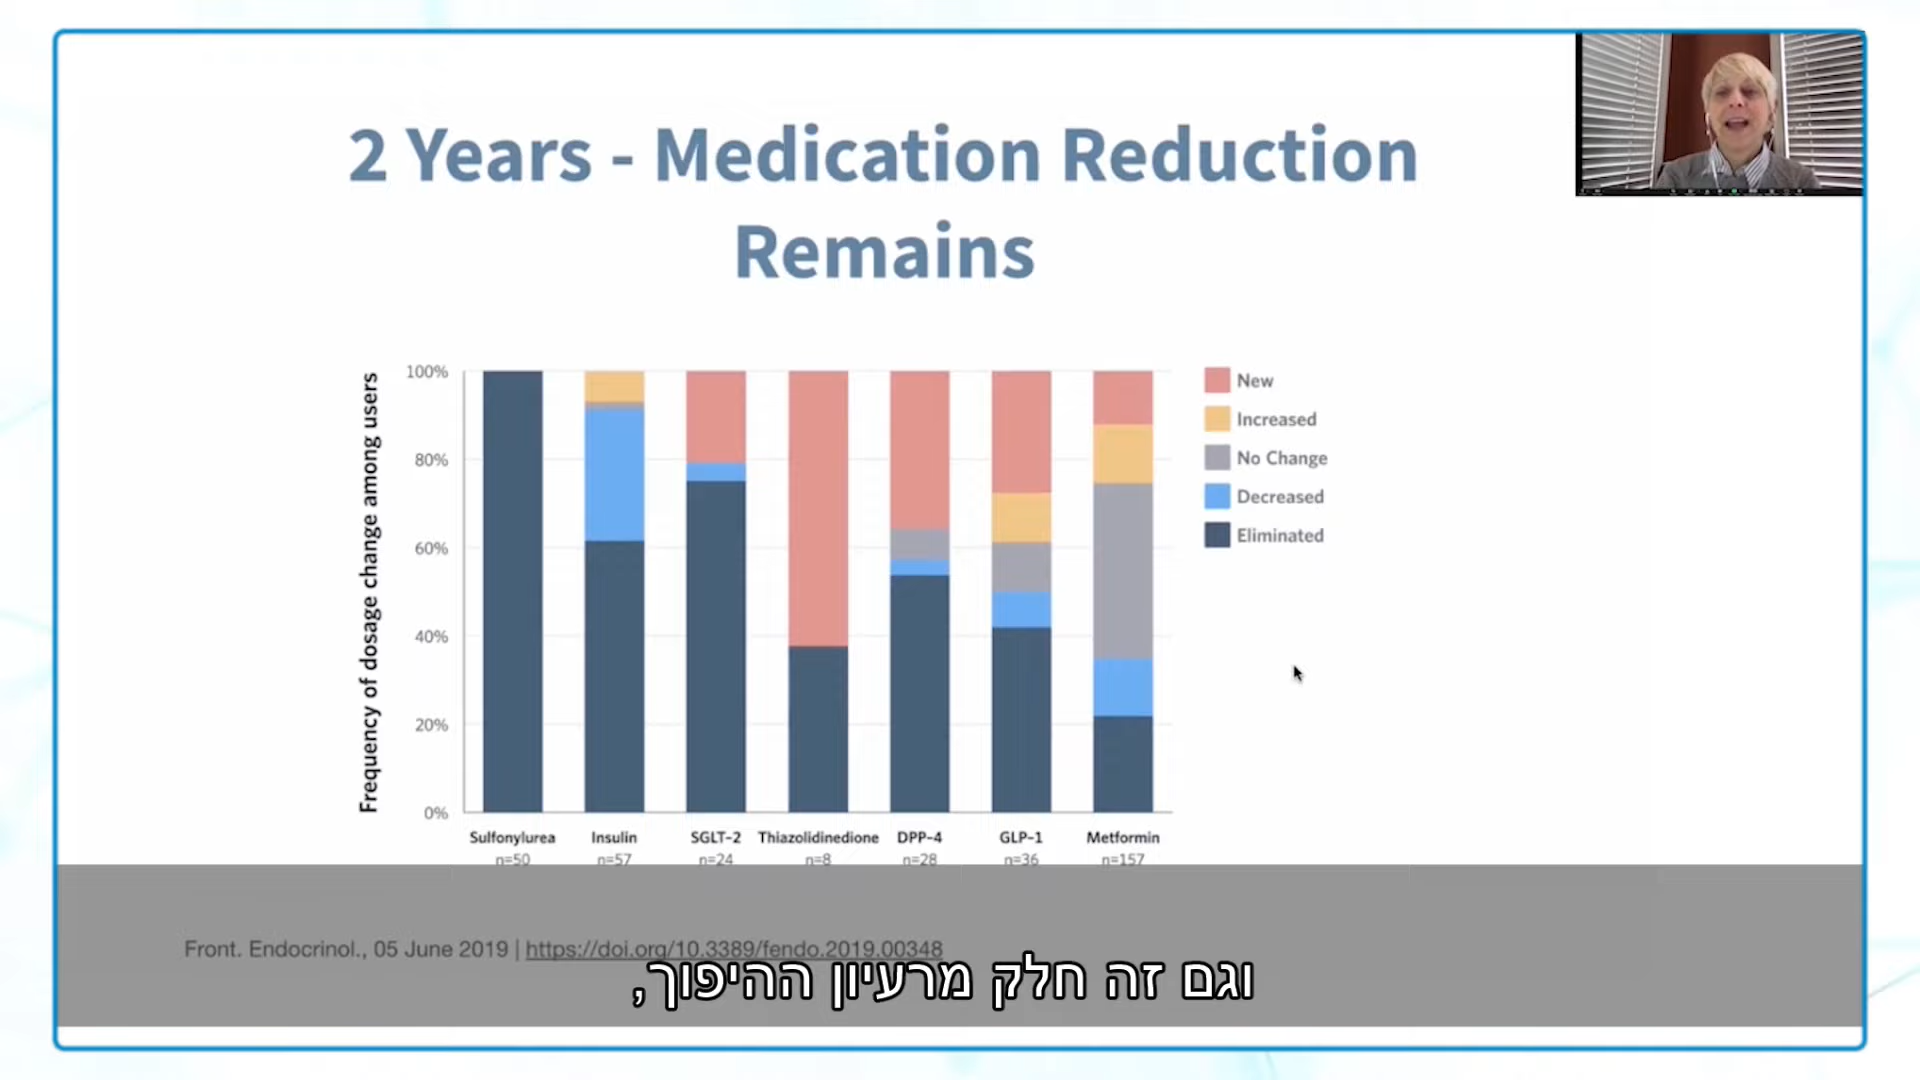 2 Years - Medication Reduction
Remains
Frequency of dosage change among users
100%
80%
60%
40%
20%
0%
New
Increased
No Change
Decreased
Eliminated
Sulfonylurea Insulin SGLT-2 Thiazolidinedione DPP-4 GLP-1 Metformin
n=50 n=57 n=24 n=8 n=28 n=36 n=157
Front. Endocrinol., 05 June 2019 | https://doi.org/10.3389/fendo.2019.00348
וגם זה חלק מרעיון ההיפוך,